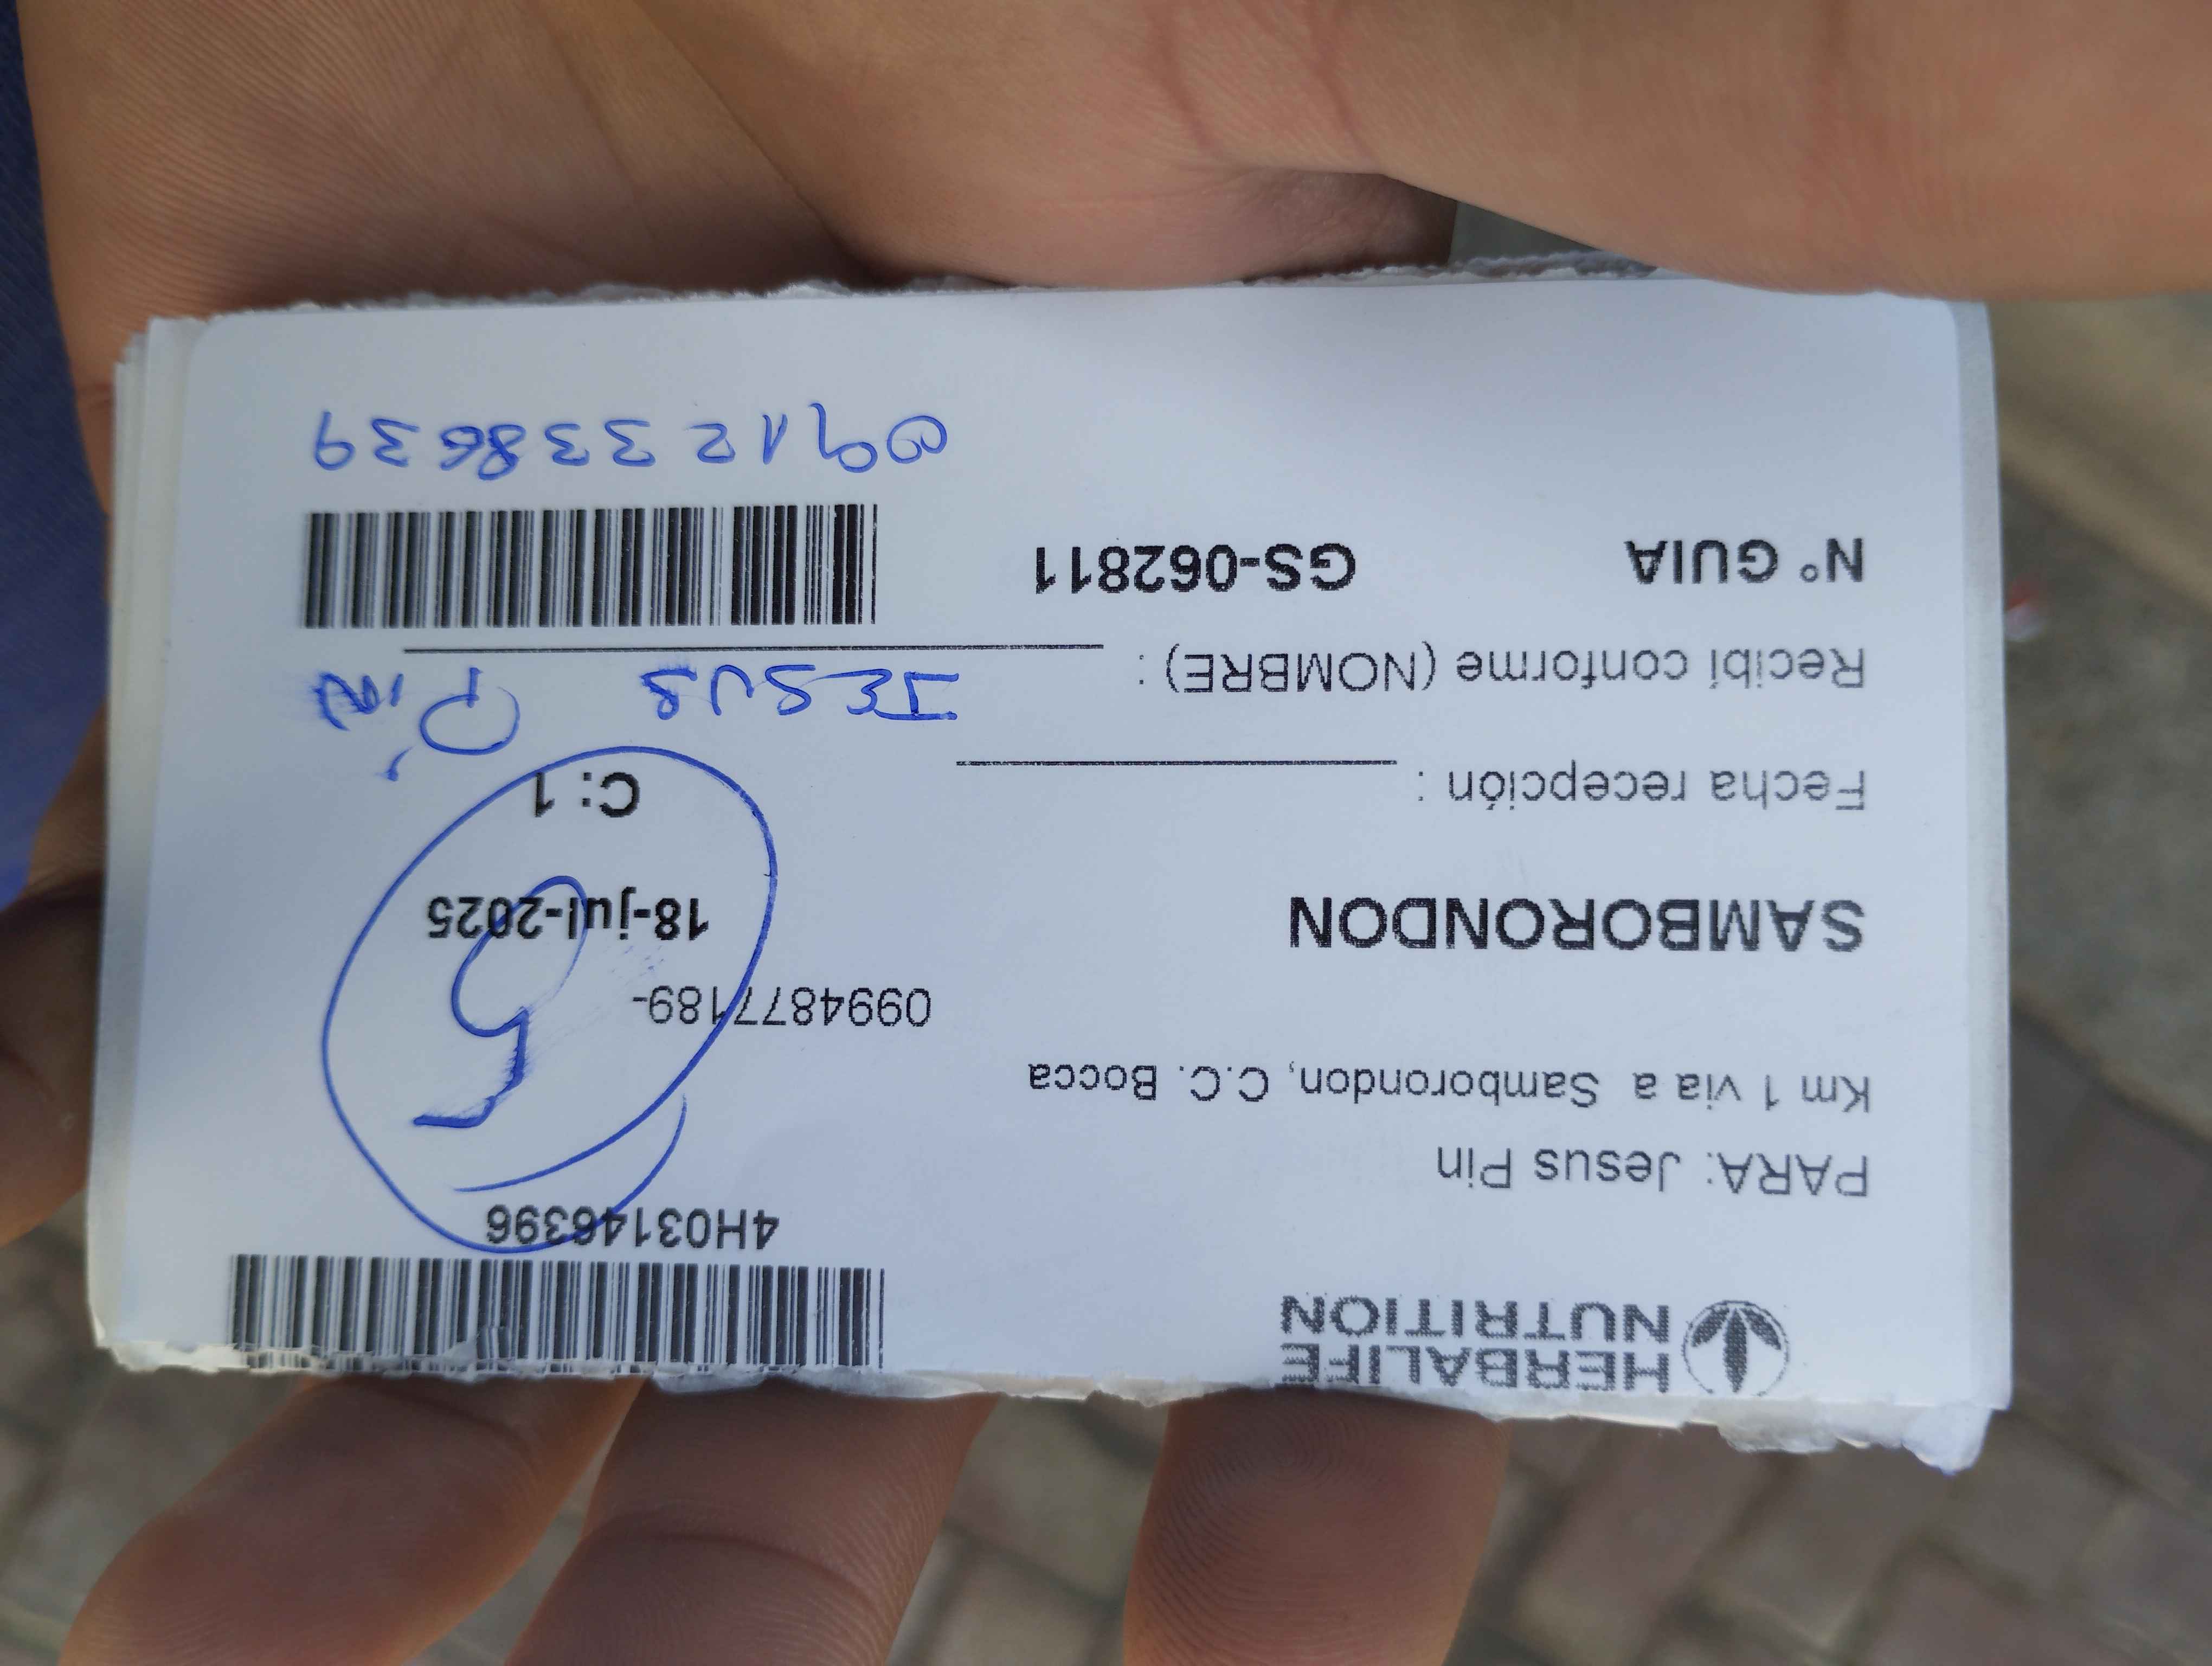 HERBALIFE
NUTRITION
4H03146396
PARA: Jesus Pin
Km 1 via a Samborondon, C.C. Bocca
0994877189-
SAMBORONDON
18-jul-2025
C: 1
Fecha recepción :
JESUS Pin
Recibí conforme (NOMBRE) :
N° GUIA GS-062811
0912338639